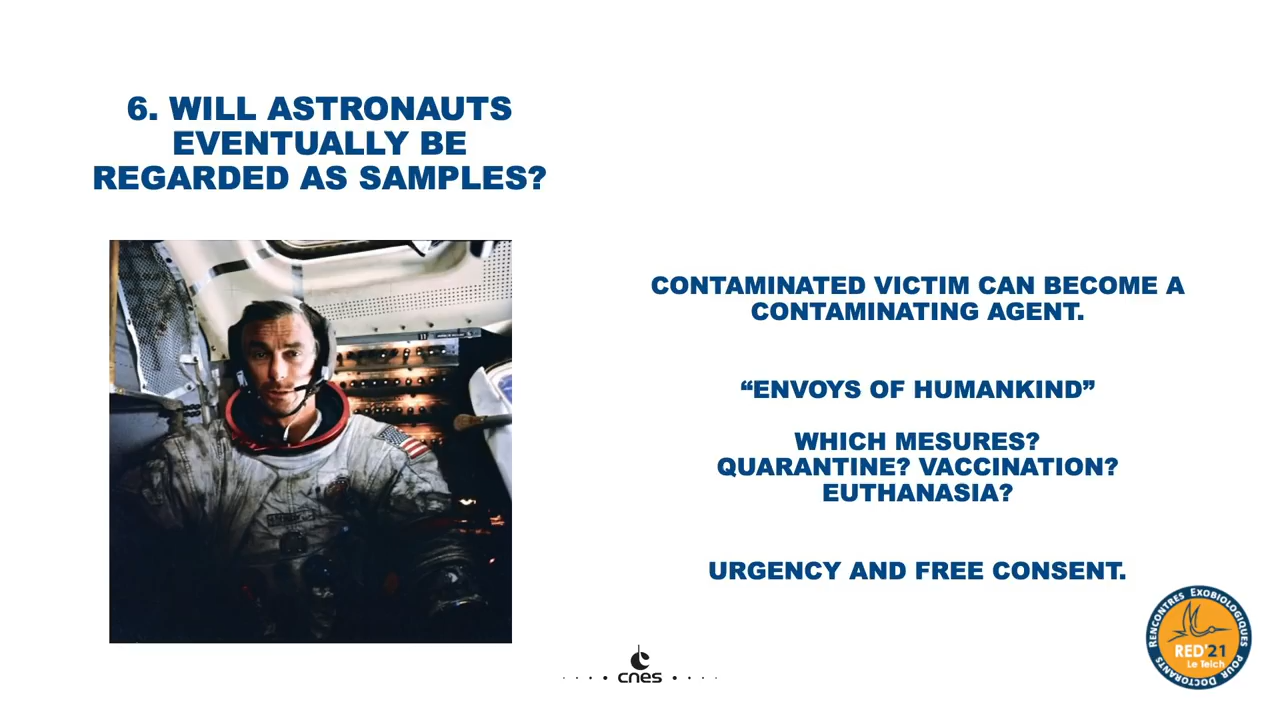 6. WILL ASTRONAUTS
EVENTUALLY BE
REGARDED AS SAMPLES?
CONTAMINATED VICTIM CAN BECOME A
CONTAMINATING AGENT.
“ENVOYS OF HUMANKIND”
WHICH MESURES?
QUARANTINE? VACCINATION?
EUTHANASIA?
URGENCY AND FREE CONSENT.
cnes
RENCONTRES EXOBIOLOGIQUES POUR DOCTORANTS
RED'21
Le Teich